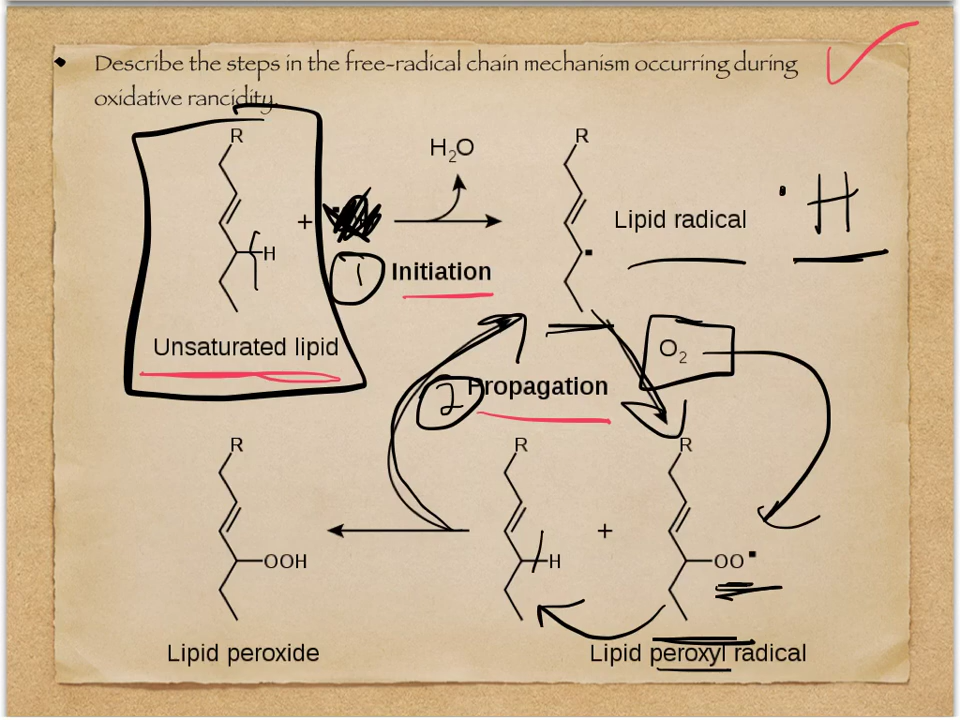 • Describe the steps in the free-radical chain mechanism occurring during
oxidative rancidity.
R
H
Unsaturated lipid
+
H₂O
1 Initiation
R
Lipid radical
· H
O₂
2 Propagation
R
OOH
Lipid peroxide
R
H
+
R
OO
Lipid peroxyl radical